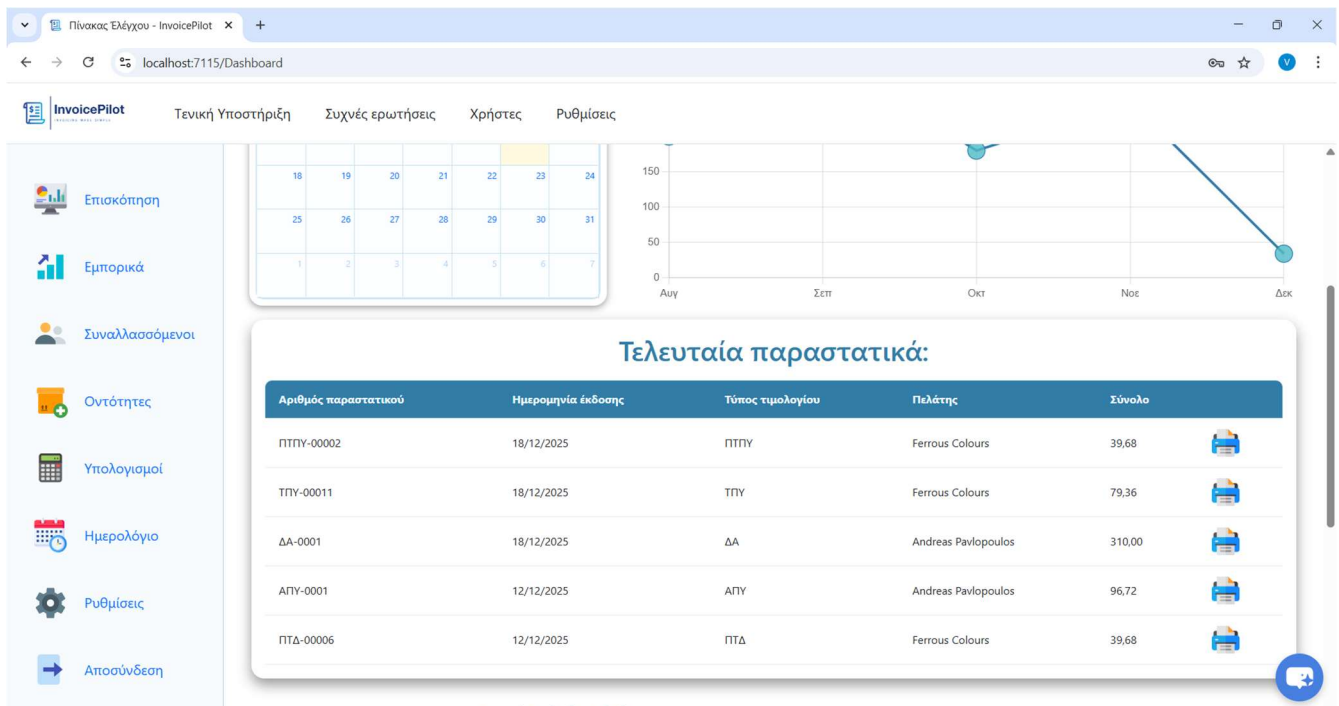 Πίνακας Ελέγχου - InvoicePilot
localhost:7115/Dashboard
V
InvoicePilot
INVOICING MADE SIMPLE
Τενική Υποστήριξη Συχνές ερωτήσεις Χρήστες Ρυθμίσεις
Επισκόπηση
Εμπορικά
Συναλλασσόμενοι
Οντότητες
Υπολογισμοί
Ημερολόγιο
Ρυθμίσεις
Αποσύνδεση
18 19 20 21 22 23 24
25 26 27 28 29 30 31
1 2 3 4 5 6 7
150
100
50
0
Αυγ Σεπ Οκτ Νοε Δεκ
Τελευταία παραστατικά:
Αριθμός παραστατικού Ημερομηνία έκδοσης Τύπος τιμολογίου Πελάτης Σύνολο
ΠΤΠΥ-00002 18/12/2025 ΠΤΠΥ Ferrous Colours 39,68
ΤΠΥ-00011 18/12/2025 ΤΠΥ Ferrous Colours 79,36
ΔΑ-0001 18/12/2025 ΔΑ Andreas Pavlopoulos 310,00
ΑΠΥ-0001 12/12/2025 ΑΠΥ Andreas Pavlopoulos 96,72
ΠΤΔ-00006 12/12/2025 ΠΤΔ Ferrous Colours 39,68